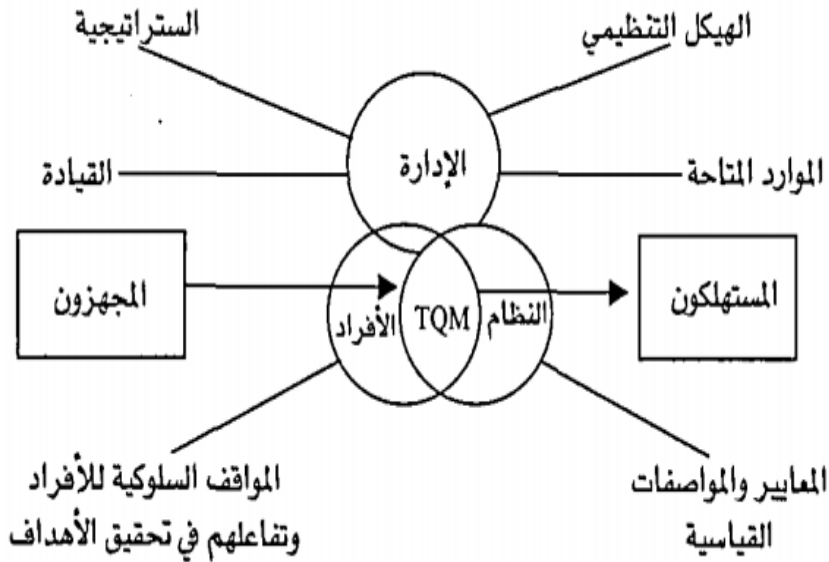 الهيكل التنظيمي
الستراتيجية
الإدارة
الموارد المتاحة
القيادة
المستهلكون
المجهزون
النظام
TQM
الأفراد
المعايير والمواصفات
القياسية
المواقف السلوكية للأفراد
وتفاعلهم في تحقيق الأهداف